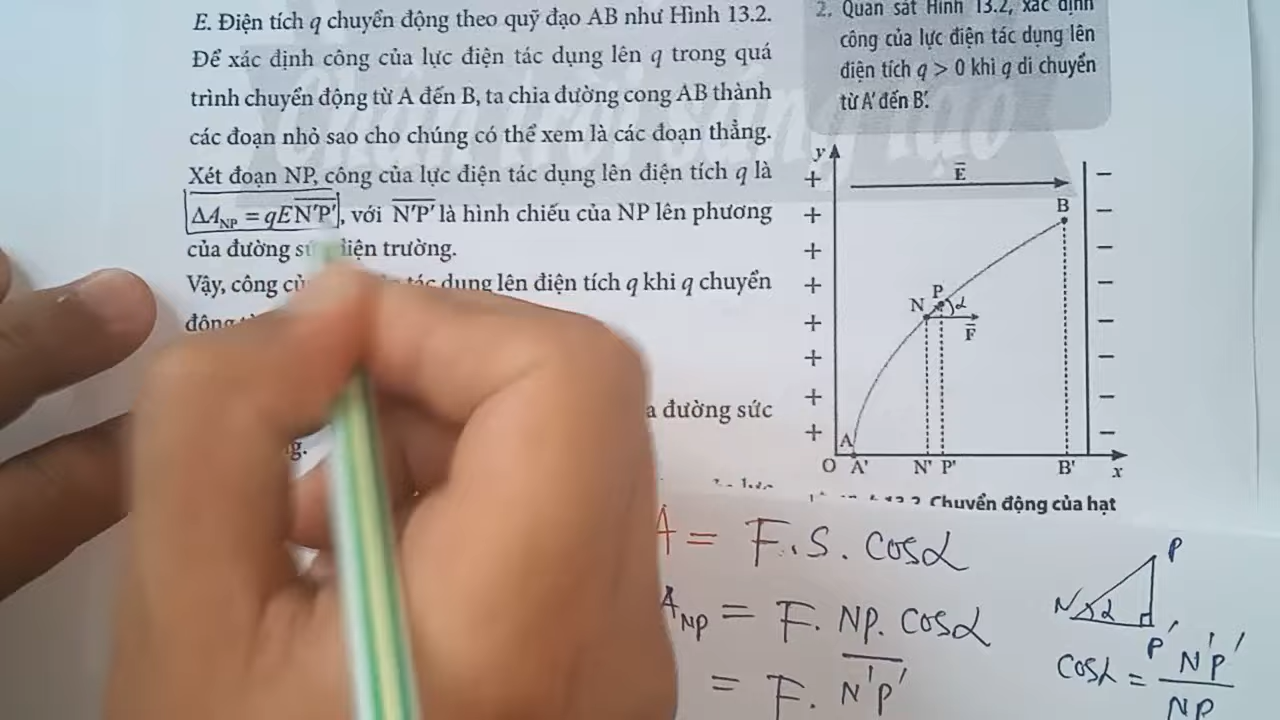 E. Điện tích q chuyển động theo quỹ đạo AB như Hình 13.2.
Để xác định công của lực điện tác dụng lên q trong quá
trình chuyển động từ A đến B, ta chia đường cong AB thành
các đoạn nhỏ sao cho chúng có thể xem là các đoạn thẳng.
Xét đoạn NP, công của lực điện tác dụng lên điện tích q là
ΔA_NP = qEN'P', với N'P' là hình chiếu của NP lên phương
của đường điện trường.
Vậy, công tác dụng lên điện tích q khi q chuyển
động
a đường sức
g.
2. Quan sát Hình 13.2, xác định
công của lực điện tác dụng lên
điện tích q > 0 khi q di chuyển
từ A' đến B'.
y
E
+ −
+ −
+ −
+ −
+ −
+ −
+ −
+ −
B
P
N α
F
A
O A' N' P' B' x
Chuyển động của hạt
A = F.S. cosα
A_NP = F. NP. cosα
= F. N'P'
P
N α
P'
cosα = N'P' / NP